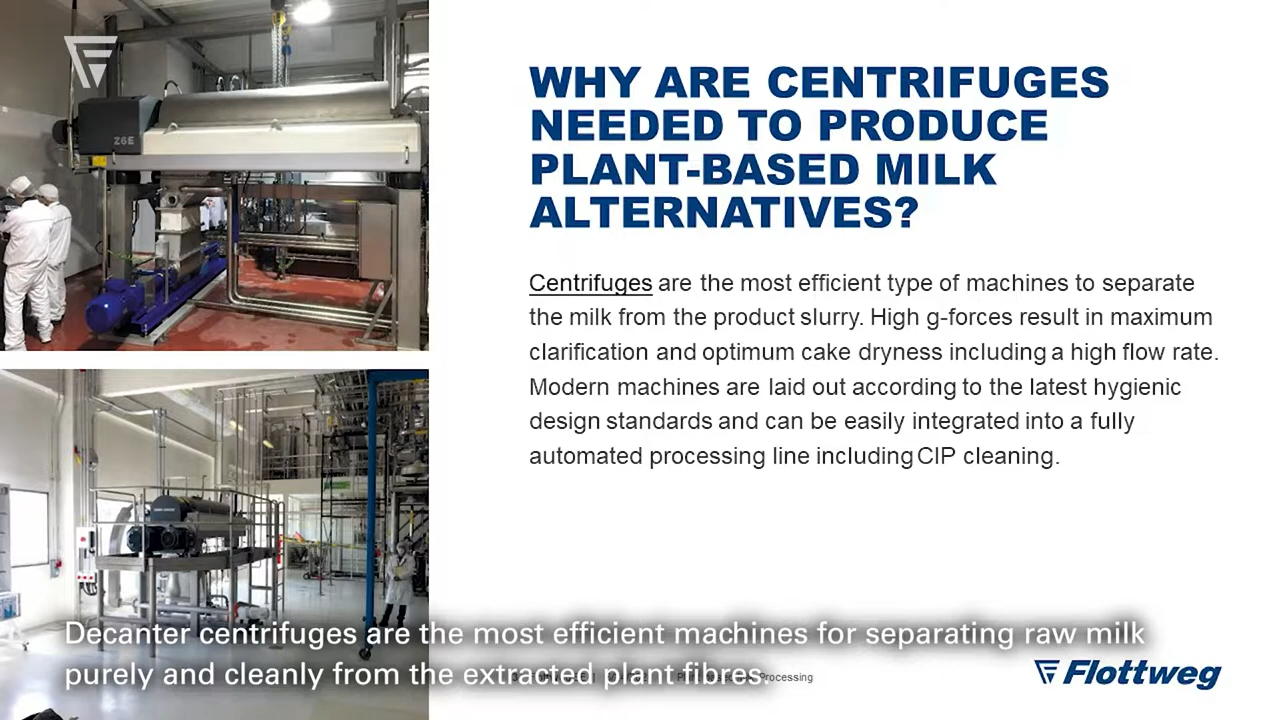 Z6E
WHY ARE CENTRIFUGES
NEEDED TO PRODUCE
PLANT-BASED MILK
ALTERNATIVES?
Centrifuges are the most efficient type of machines to separate
the milk from the product slurry. High g-forces result in maximum
clarification and optimum cake dryness including a high flow rate.
Modern machines are laid out according to the latest hygienic
design standards and can be easily integrated into a fully
automated processing line including CIP cleaning.
Decanter centrifuges are the most efficient machines for separating raw milk
purely and cleanly from the extracted plant fibres.
Processing
Flottweg